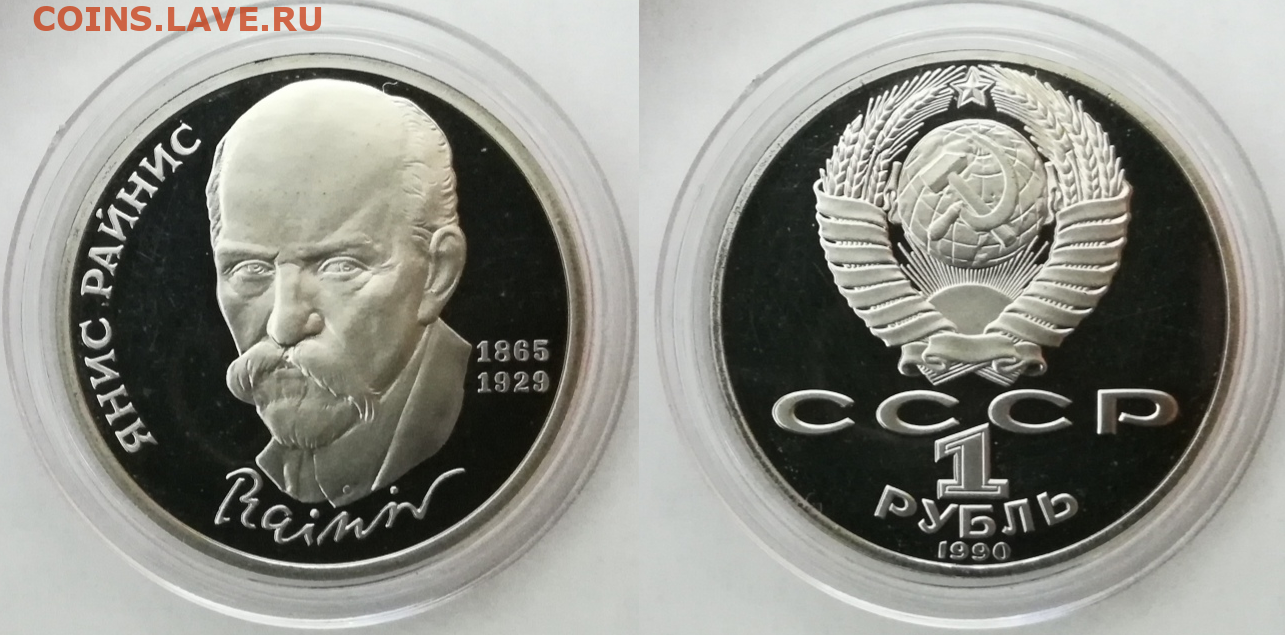 COINS.LAVE.RU
ЯНИС РАЙНИС
1865
1929
Rainis
СССР
1
РУБЛЬ
1990